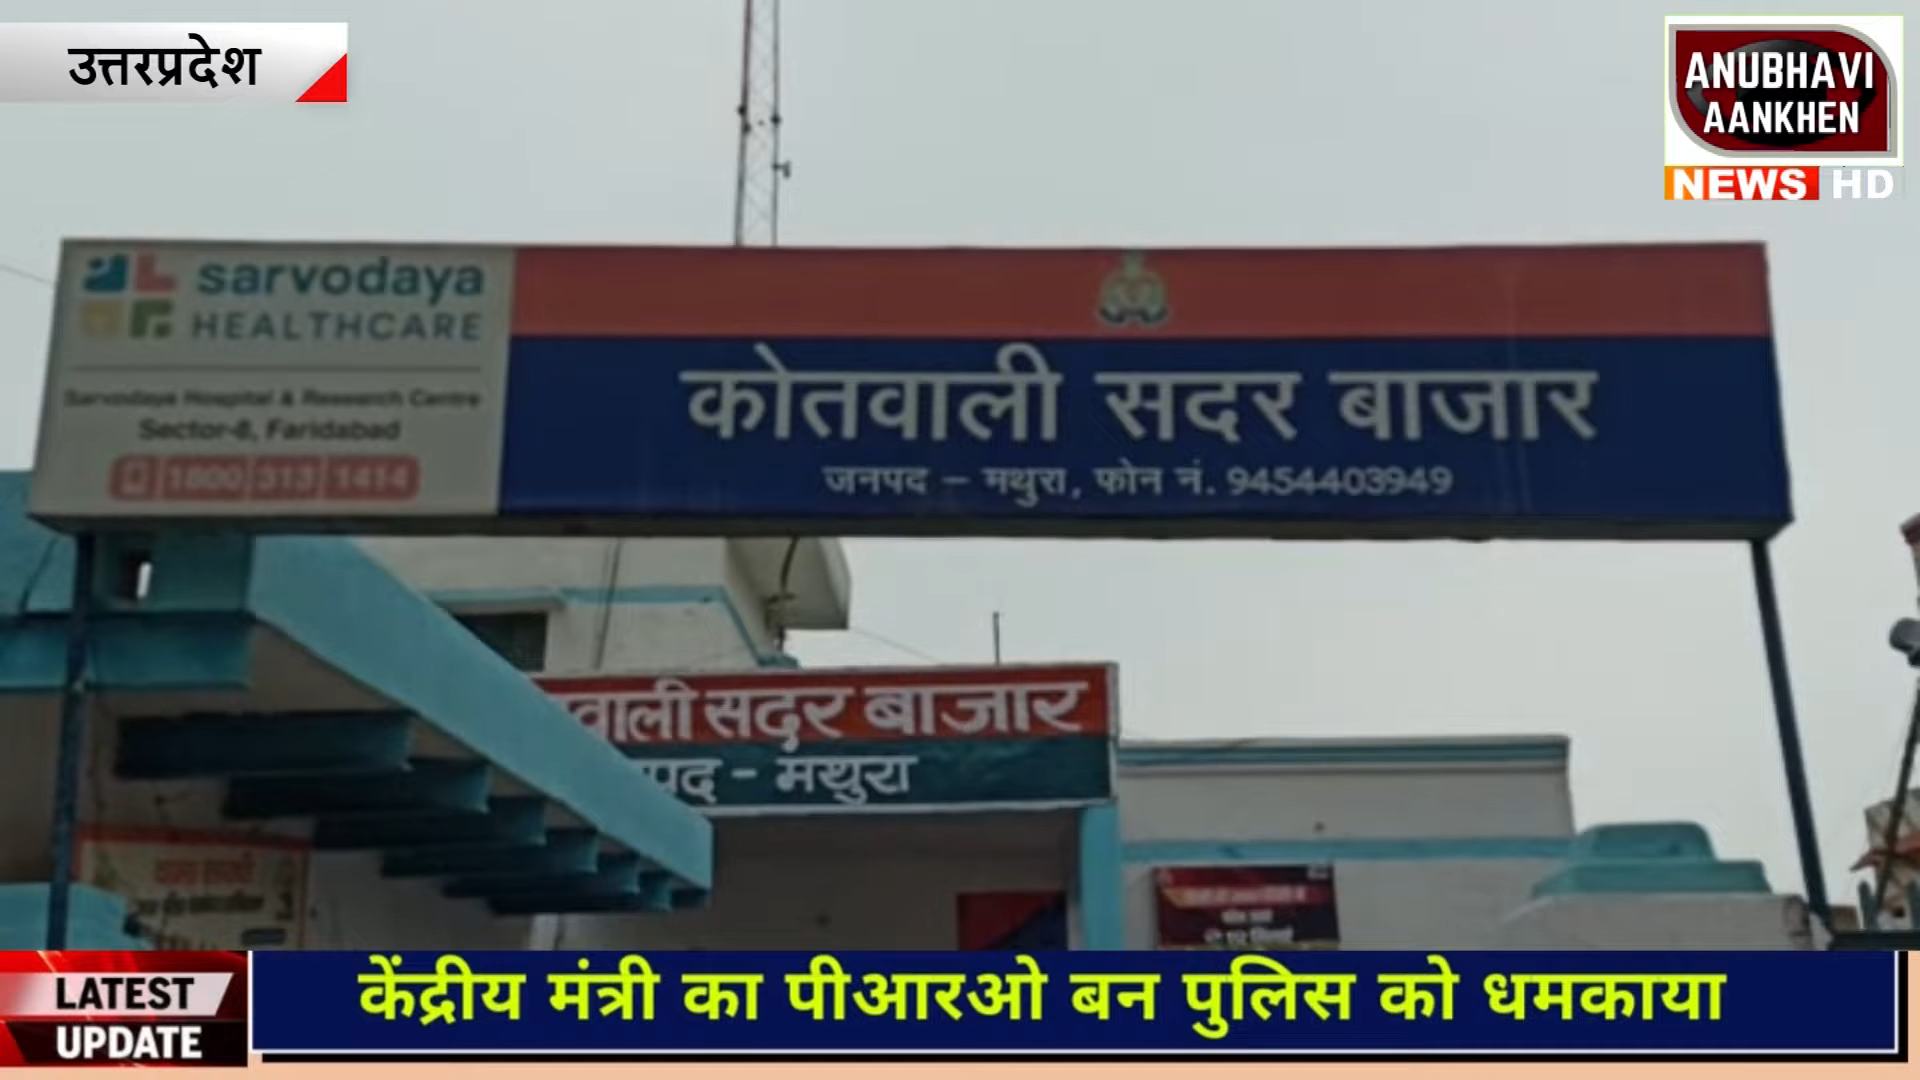 उत्तरप्रदेश
ANUBHAVI
AANKHEN
NEWS HD
sarvodaya
HEALTHCARE
Sarvodaya Hospital & Research Centre
Sector-8, Faridabad
1800 313 1414
कोतवाली सदर बाजार
जनपद – मथुरा, फोन नं. 9454403949
वाली सदर बाजार
पद - मथुरा
LATEST
UPDATE
केंद्रीय मंत्री का पीआरओ बन पुलिस को धमकाया